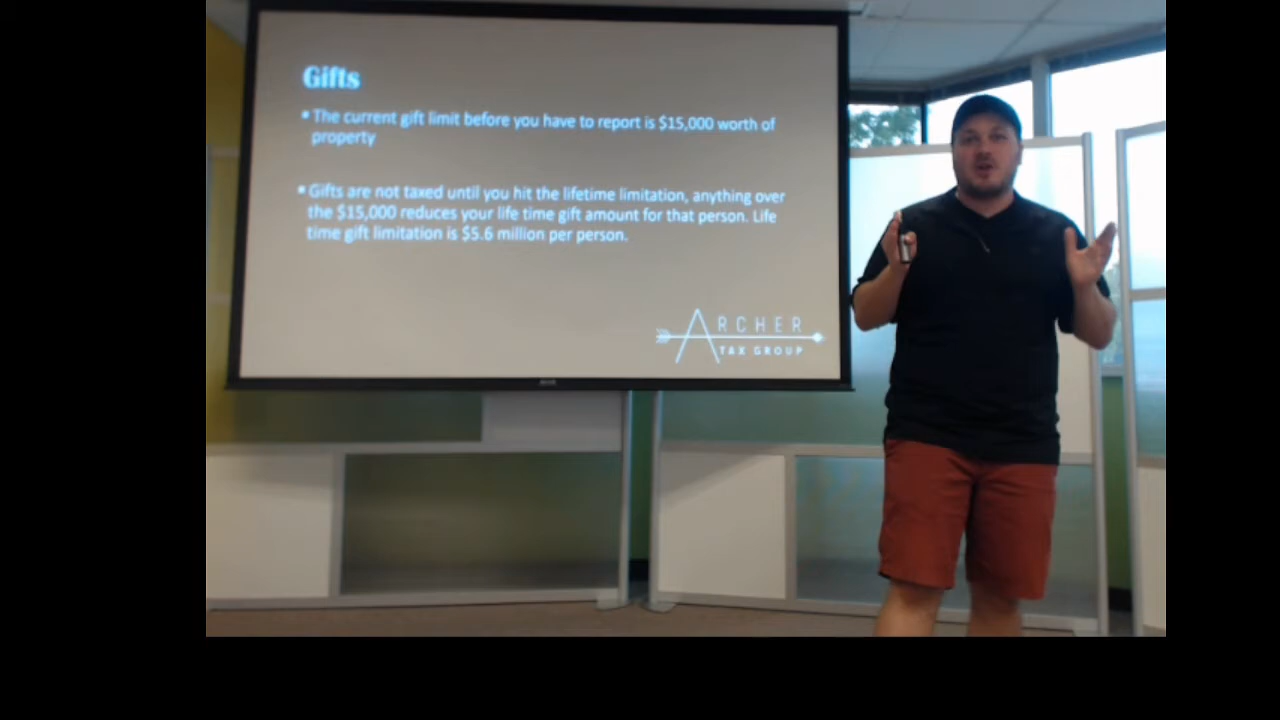 Gifts
▪ The current gift limit before you have to report is $15,000 worth of
property
▪ Gifts are not taxed until you hit the lifetime limitation, anything over
the $15,000 reduces your life time gift amount for that person. Life
time gift limitation is $5.6 million per person.
ARCHER
TAX GROUP